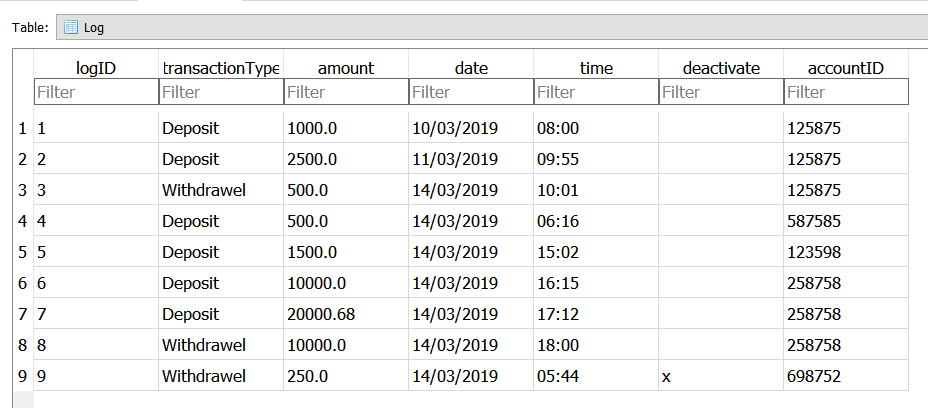 Table: Log
logID transactionType amount date time deactivate accountID
Filter Filter Filter Filter Filter Filter Filter
1 1 Deposit 1000.0 10/03/2019 08:00 125875
2 2 Deposit 2500.0 11/03/2019 09:55 125875
3 3 Withdrawel 500.0 14/03/2019 10:01 125875
4 4 Deposit 500.0 14/03/2019 06:16 587585
5 5 Deposit 1500.0 14/03/2019 15:02 123598
6 6 Deposit 10000.0 14/03/2019 16:15 258758
7 7 Deposit 20000.68 14/03/2019 17:12 258758
8 8 Withdrawel 10000.0 14/03/2019 18:00 258758
9 9 Withdrawel 250.0 14/03/2019 05:44 x 698752